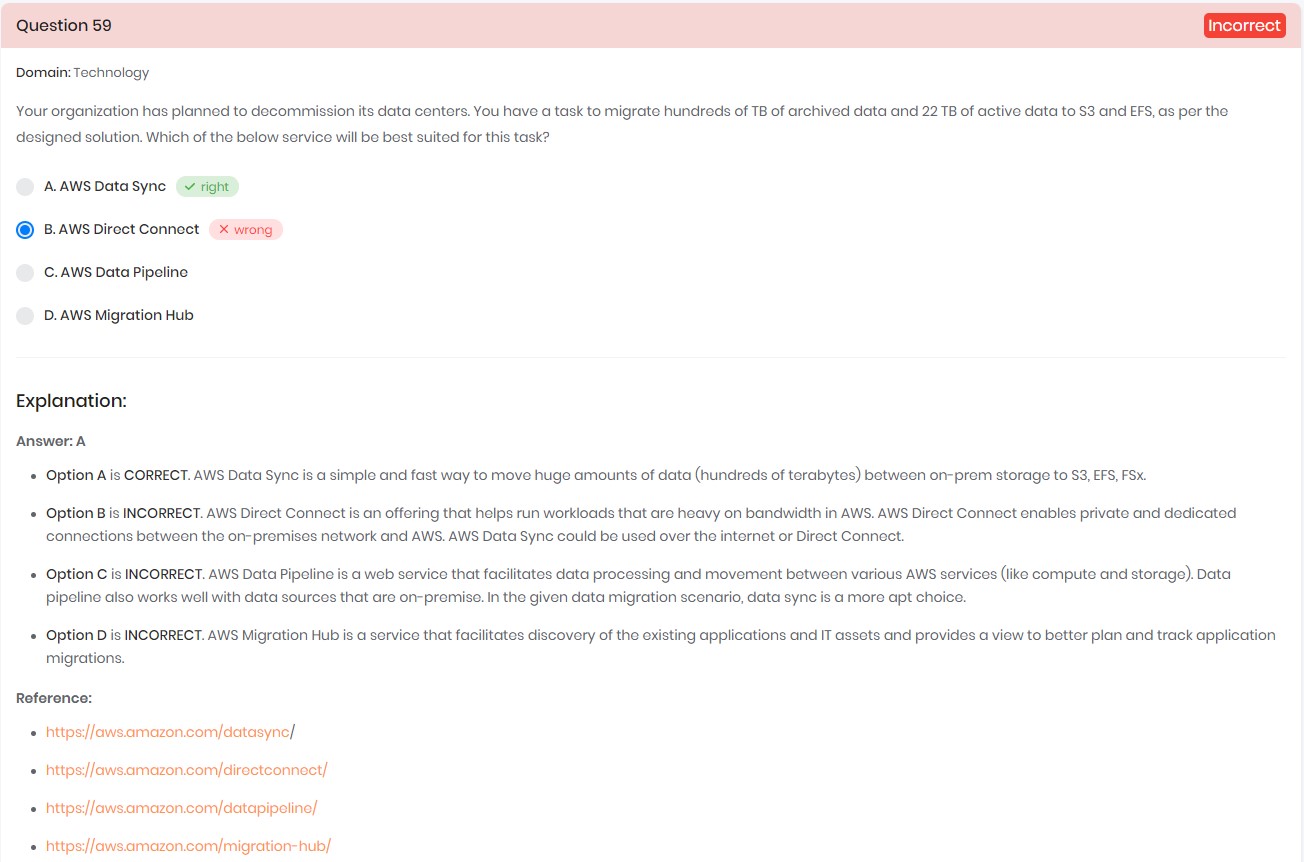 Question 59
Incorrect
Domain: Technology
Your organization has planned to decommission its data centers. You have a task to migrate hundreds of TB of archived data and 22 TB of active data to S3 and EFS, as per the
designed solution. Which of the below service will be best suited for this task?
A. AWS Data Sync
right
B. AWS Direct Connect
wrong
C. AWS Data Pipeline
D. AWS Migration Hub
Explanation:
Answer: A
Option A is CORRECT. AWS Data Sync is a simple and fast way to move huge amounts of data (hundreds of terabytes) between on-prem storage to S3, EFS, FSx.
Option B is INCORRECT. AWS Direct Connect is an offering that helps run workloads that are heavy on bandwidth in AWS. AWS Direct Connect enables private and dedicated
connections between the on-premises network and AWS. AWS Data Sync could be used over the internet or Direct Connect.
Option C is INCORRECT. AWS Data Pipeline is a web service that facilitates data processing and movement between various AWS services (like compute and storage). Data
pipeline also works well with data sources that are on-premise. In the given data migration scenario, data sync is a more apt choice.
Option D is INCORRECT. AWS Migration Hub is a service that facilitates discovery of the existing applications and IT assets and provides a view to better plan and track application
migrations.
Reference:
https://aws.amazon.com/datasync/
https://aws.amazon.com/directconnect/
https://aws.amazon.com/datapipeline/
https://aws.amazon.com/migration-hub/